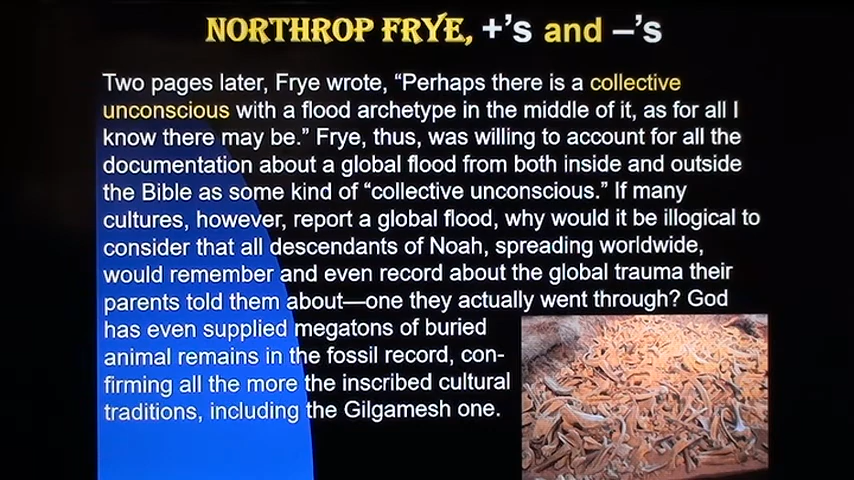 NORTHROP FRYE, +’s and –’s
Two pages later, Frye wrote, “Perhaps there is a collective
unconscious with a flood archetype in the middle of it, as for all I
know there may be.” Frye, thus, was willing to account for all the
documentation about a global flood from both inside and outside
the Bible as some kind of “collective unconscious.” If many
cultures, however, report a global flood, why would it be illogical to
consider that all descendants of Noah, spreading worldwide,
would remember and even record about the global trauma their
parents told them about—one they actually went through? God
has even supplied megatons of buried
animal remains in the fossil record, con-
firming all the more the inscribed cultural
traditions, including the Gilgamesh one.